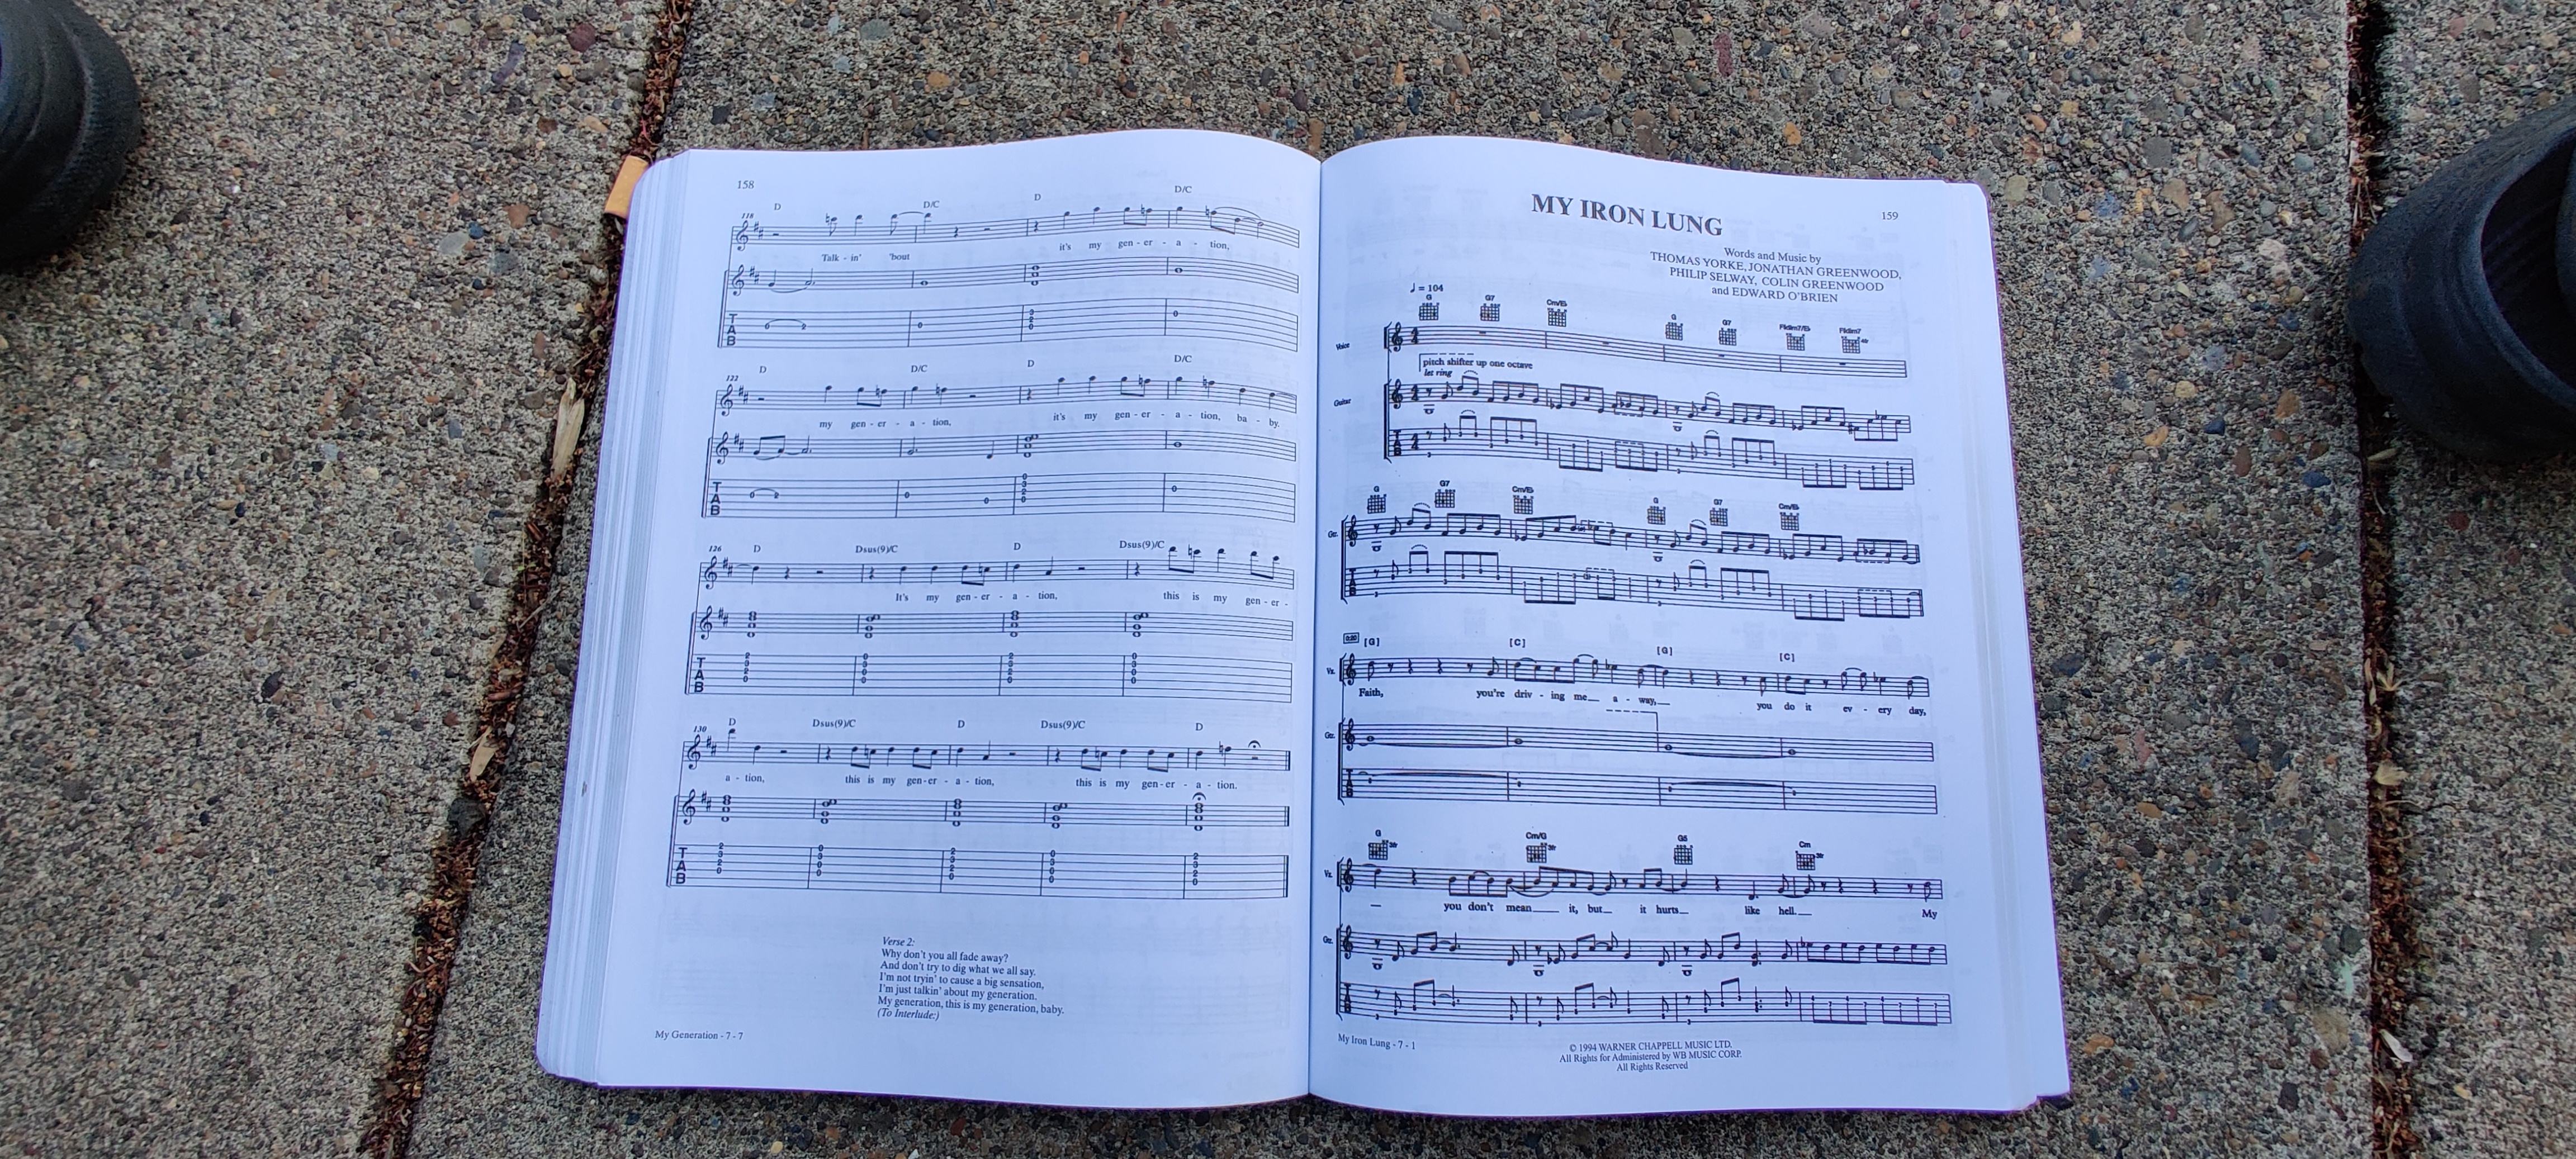 158
D D/C D D/C
118
Talk - in' 'bout it's my gen - er - a - tion,
T
A
B
D D/C D D/C
122
my gen - er - a - tion, it's my gen - er - a - tion, ba - by.
T
A
B
D Dsus(9)/C D Dsus(9)/C
126
It's my gen - er - a - tion, this is my gen - er -
T
A
B
D Dsus(9)/C D Dsus(9)/C D
130
a - tion, this is my gen - er - a - tion, this is my gen - er - a - tion.
T
A
B
Verse 2:
Why don't you all fade away?
And don't try to dig what we all say.
I'm not tryin' to cause a big sensation,
I'm just talkin' about my generation.
My generation, this is my generation, baby.
(To Interlude:)
My Generation - 7 - 7
MY IRON LUNG
159
Words and Music by
THOMAS YORKE, JONATHAN GREENWOOD,
PHILIP SELWAY, COLIN GREENWOOD
and EDWARD O'BRIEN
♩ = 104
G G7 Cm/E♭ G G7 F♯dim7/E♭ F♯dim7
Voice
pitch shifter up one octave
let ring
Guitar
T
A
B
G G7 Cm/E♭ G G7 Cm/E♭
Gtr.
0:20 [G] [C] [G] [C]
Vx.
Faith, you're driv - ing me a - way, you do it ev - ery day,
Gtr.
G 3fr Cm/G 3fr G5 Cm 3fr
Vx.
you don't mean it, but it hurts like hell. My
Gtr.
My Iron Lung - 7 - 1
© 1994 WARNER CHAPPELL MUSIC LTD.
All Rights for Administered by WB MUSIC CORP.
All Rights Reserved